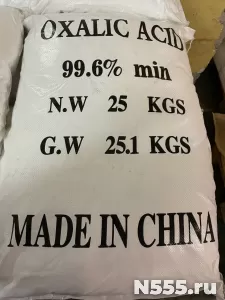 OXALIC ACID
99.6% min
N.W 25 KGS
G.W 25.1 KGS
MADE IN CHINA
N555.ru